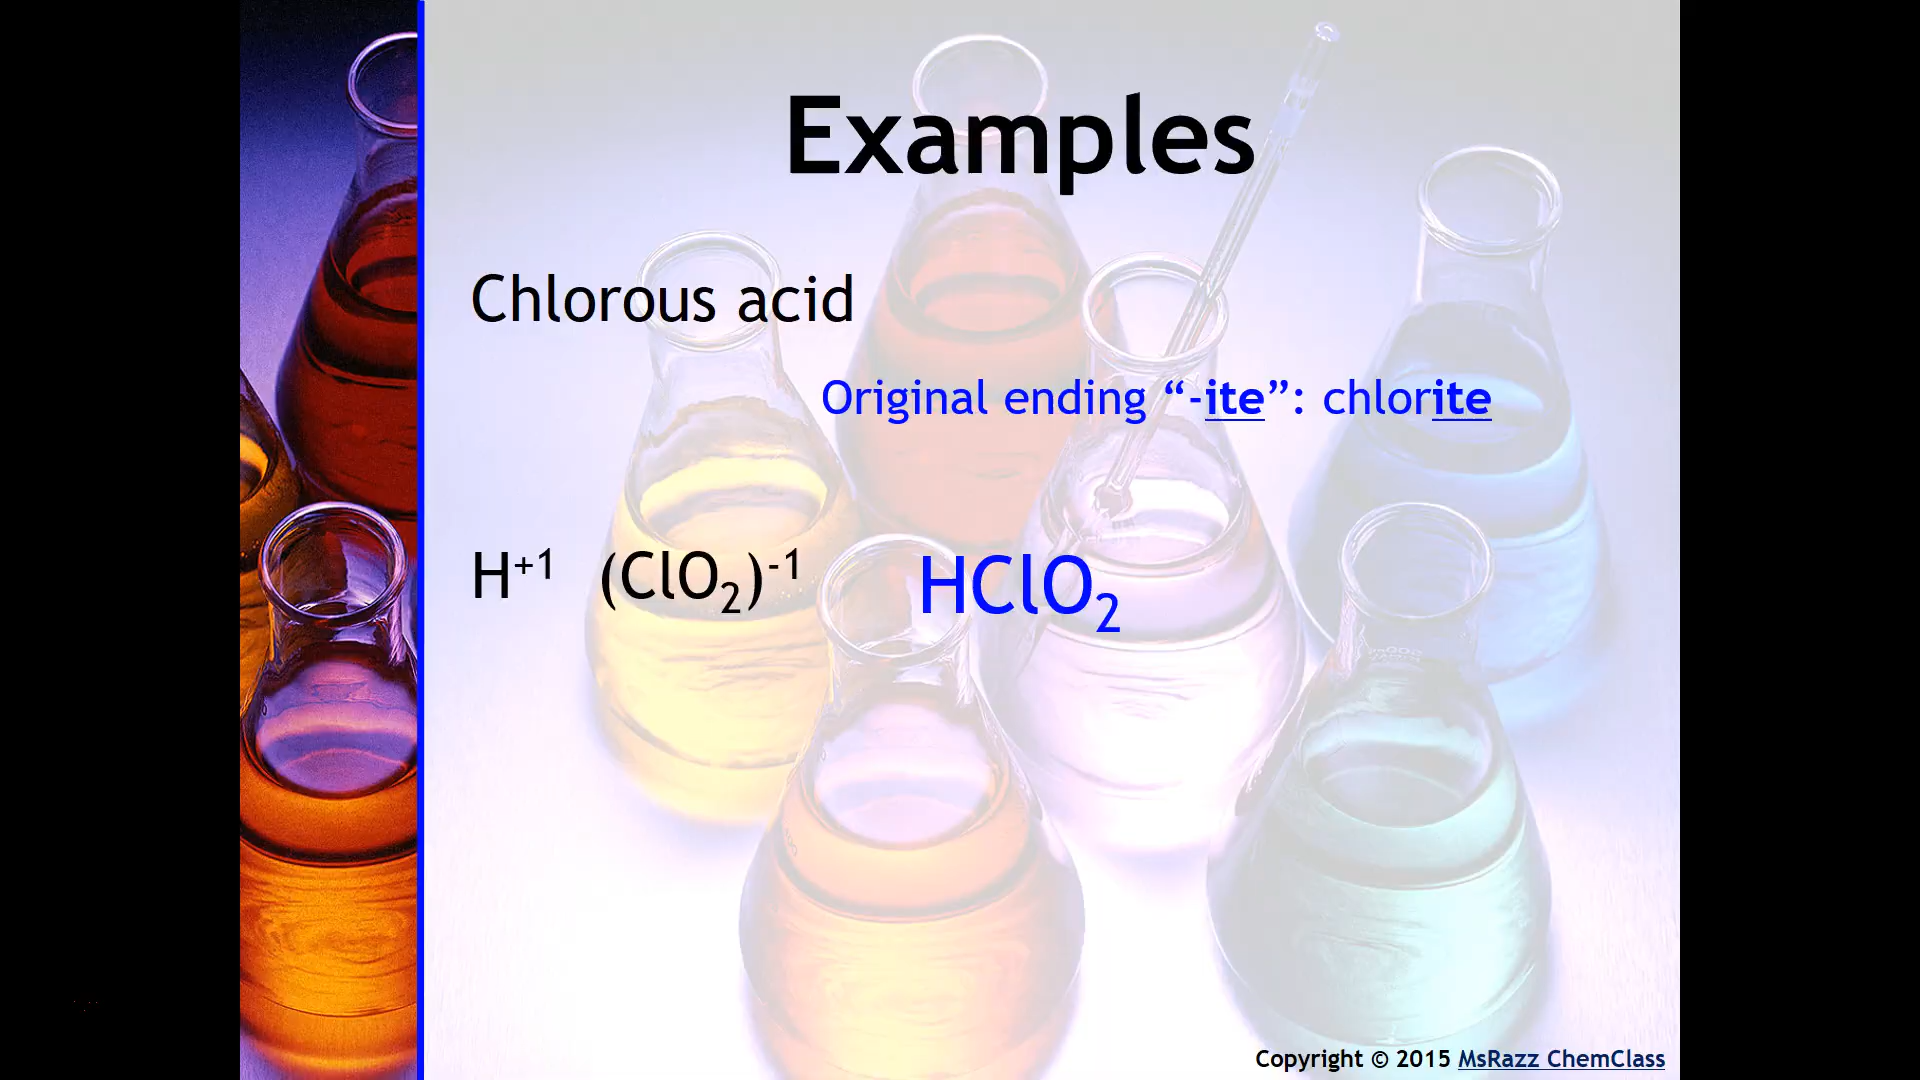 Examples
Chlorous acid
Original ending “-ite”: chlorite
H⁺¹ (ClO₂)⁻¹ HClO₂
Copyright © 2015 MsRazz ChemClass